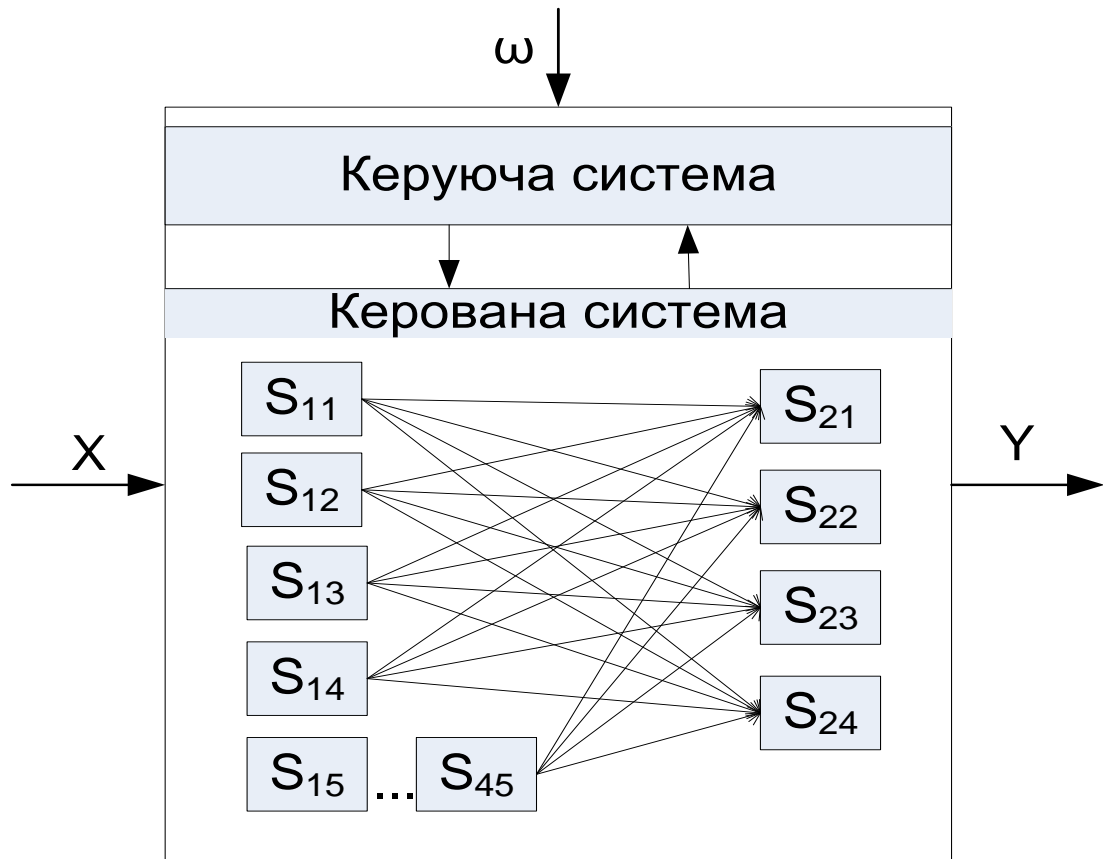 ω
Керуюча система
Керована система
S11
S21
X
Y
S12
S22
S13
S23
S14
S24
S15 ... S45